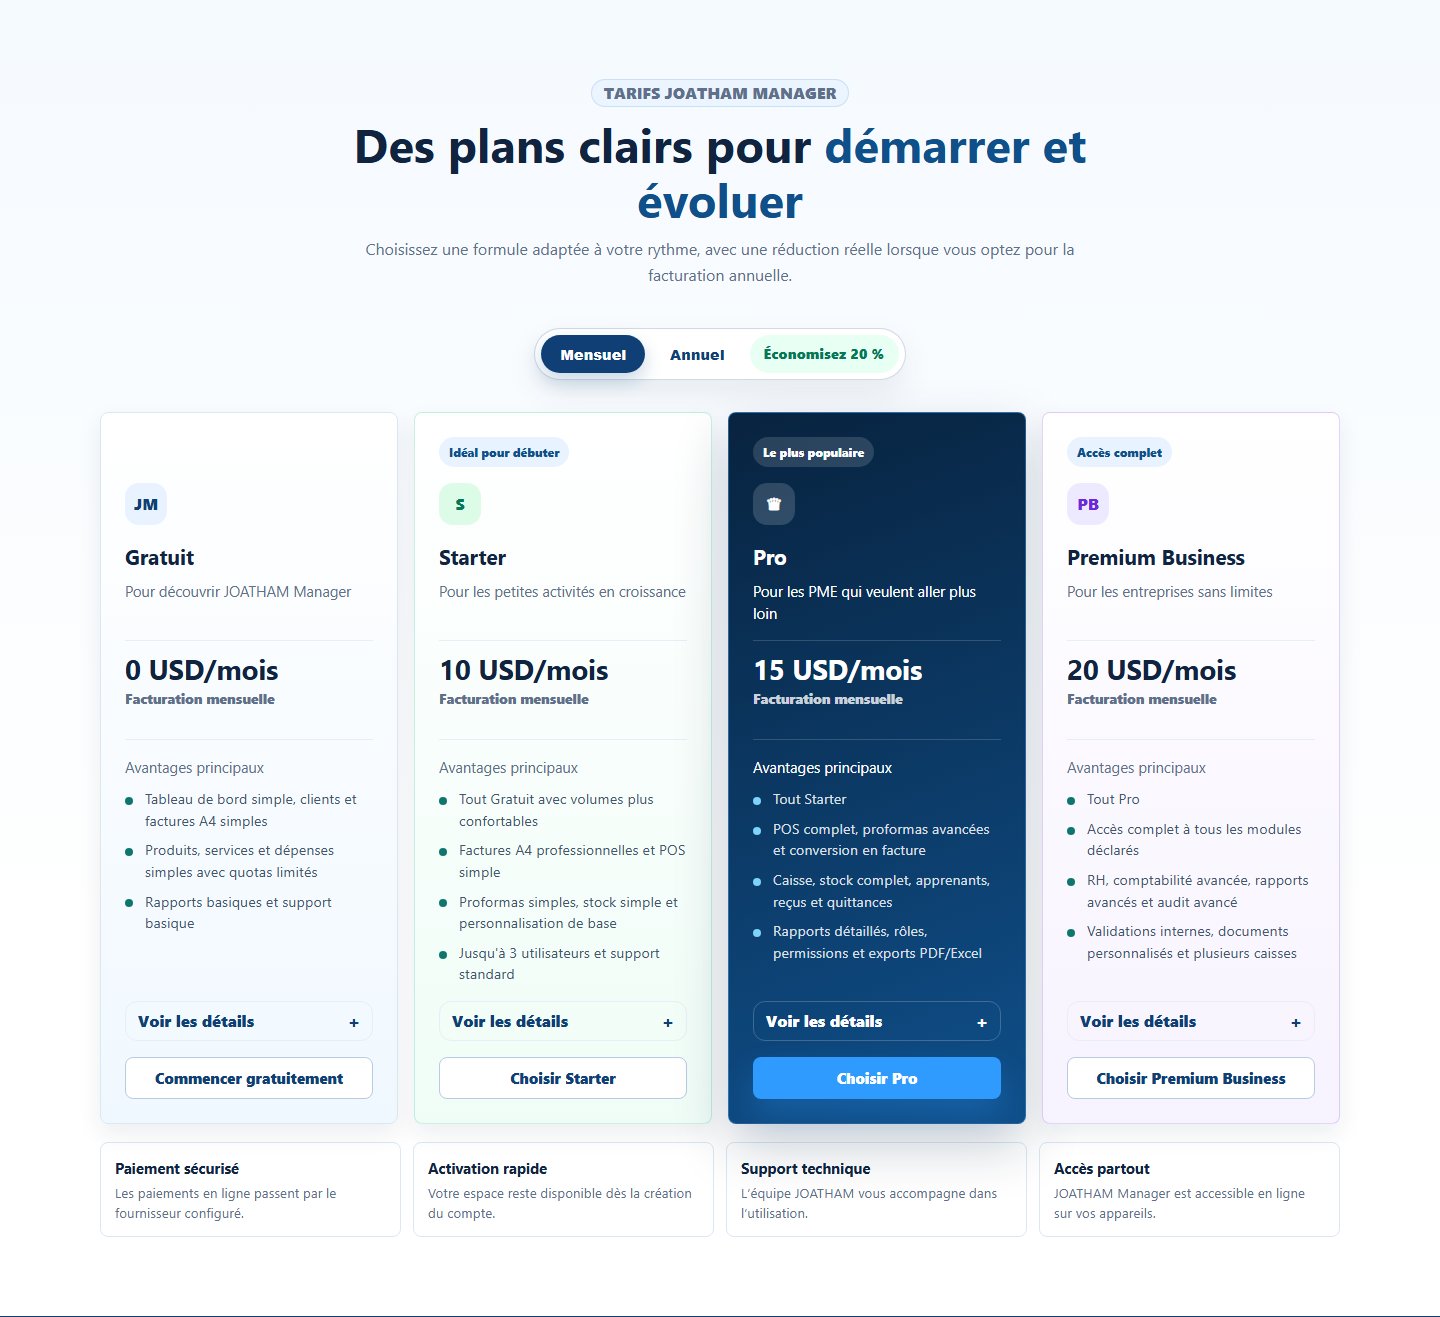 TARIFS JOATHAM MANAGER
Des plans clairs pour démarrer et
évoluer
Choisissez une formule adaptée à votre rythme, avec une réduction réelle lorsque vous optez pour la
facturation annuelle.
Mensuel
Annuel
Économisez 20 %
JM
Gratuit
Pour découvrir JOATHAM Manager
0 USD/mois
Facturation mensuelle
Avantages principaux
Tableau de bord simple, clients et
factures A4 simples
Produits, services et dépenses
simples avec quotas limités
Rapports basiques et support
basique
Voir les détails +
Commencer gratuitement
Idéal pour débuter
S
Starter
Pour les petites activités en croissance
10 USD/mois
Facturation mensuelle
Avantages principaux
Tout Gratuit avec volumes plus
confortables
Factures A4 professionnelles et POS
simple
Proformas simples, stock simple et
personnalisation de base
Jusqu'à 3 utilisateurs et support
standard
Voir les détails +
Choisir Starter
Le plus populaire
♛
Pro
Pour les PME qui veulent aller plus
loin
15 USD/mois
Facturation mensuelle
Avantages principaux
Tout Starter
POS complet, proformas avancées
et conversion en facture
Caisse, stock complet, apprenants,
reçus et quittances
Rapports détaillés, rôles,
permissions et exports PDF/Excel
Voir les détails +
Choisir Pro
Accès complet
PB
Premium Business
Pour les entreprises sans limites
20 USD/mois
Facturation mensuelle
Avantages principaux
Tout Pro
Accès complet à tous les modules
déclarés
RH, comptabilité avancée, rapports
avancés et audit avancé
Validations internes, documents
personnalisés et plusieurs caisses
Voir les détails +
Choisir Premium Business
Paiement sécurisé
Les paiements en ligne passent par le
fournisseur configuré.
Activation rapide
Votre espace reste disponible dès la création
du compte.
Support technique
L’équipe JOATHAM vous accompagne dans
l’utilisation.
Accès partout
JOATHAM Manager est accessible en ligne
sur vos appareils.